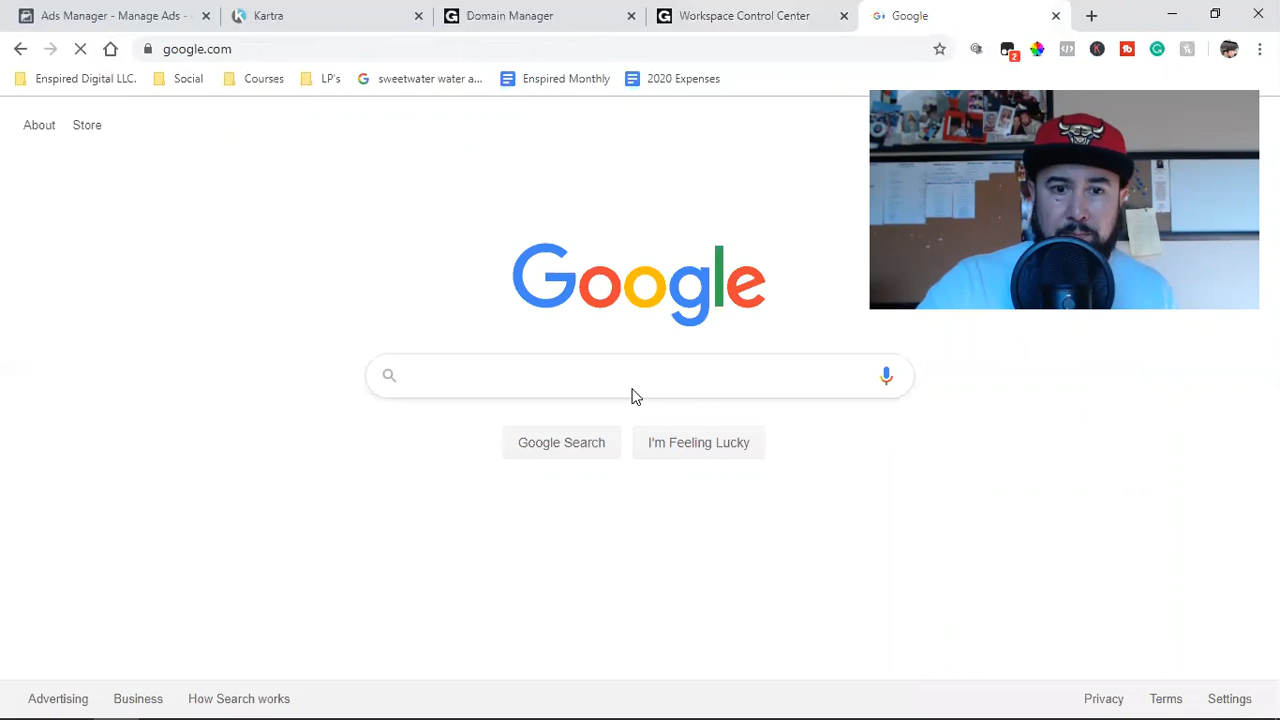 Ads Manager - Manage Ads -
Kartra
Domain Manager
Workspace Control Center
Google
google.com
2
Enspired Digital LLC.
Social
Courses
LP's
sweetwater water a...
Enspired Monthly
2020 Expenses
About
Store
Google
Google Search
I'm Feeling Lucky
Advertising
Business
How Search works
Privacy
Terms
Settings